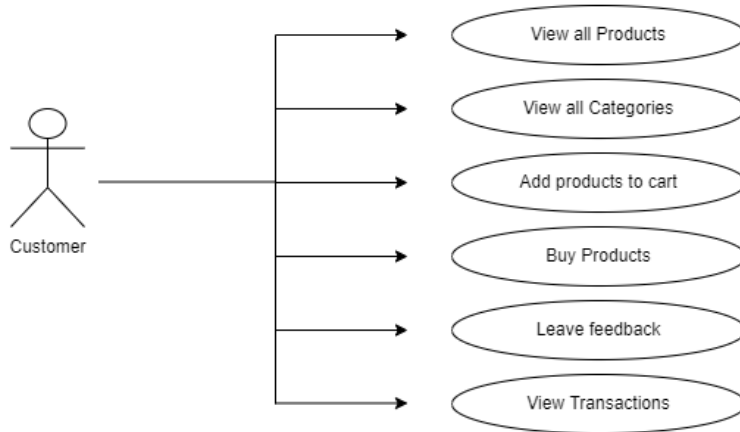 View all Products
View all Categories
Add products to cart
Customer
Buy Products
Leave feedback
View Transactions